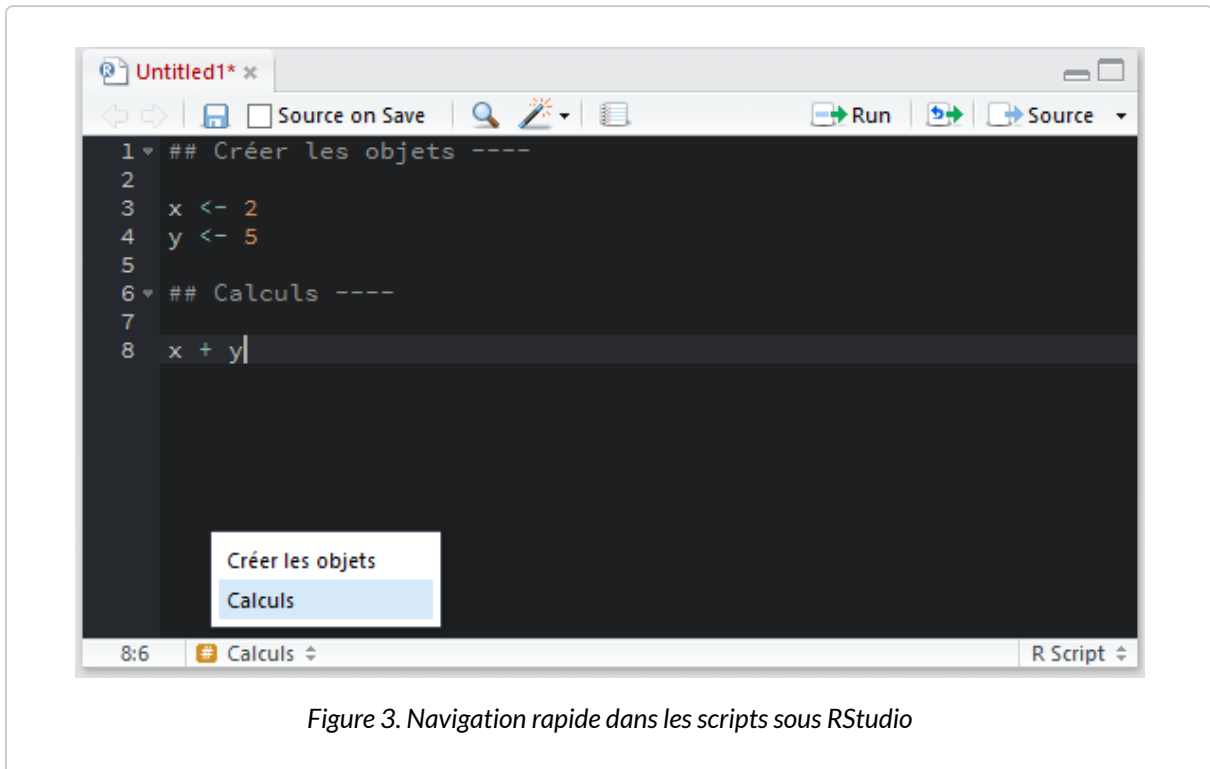 Untitled1*
Source on Save Run Source
1 ## Créer les objets ----
2
3 x <- 2
4 y <- 5
5
6 ## Calculs ----
7
8 x + y
Créer les objets
Calculs
8:6 # Calculs R Script
Figure 3. Navigation rapide dans les scripts sous RStudio